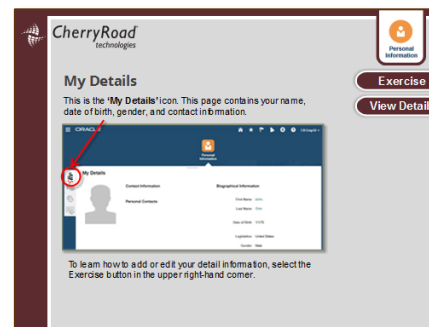 CherryRoad
technologies
Personal
Information
My Details
Exercise
This is the 'My Details' icon. This page contains your name,
date of birth, gender, and contact information.
View Detail
ORACLE
Personal
Information
My Details
Contact Information
Biographical Information
Personal Contacts
First Name John
Last Name
Date of Birth
Legislation United States
Gender Male
To learn how to add or edit your detail information, select the
Exercise button in the upper right-hand corner.